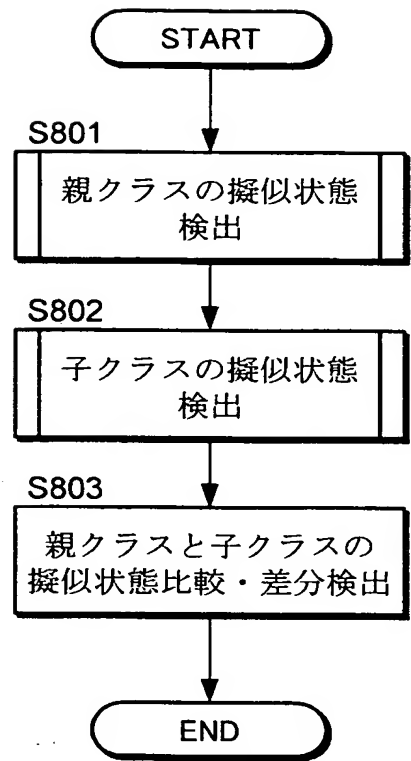 START
S801
親クラスの擬似状態
検出
S802
子クラスの擬似状態
検出
S803
親クラスと子クラスの
擬似状態比較・差分検出
END